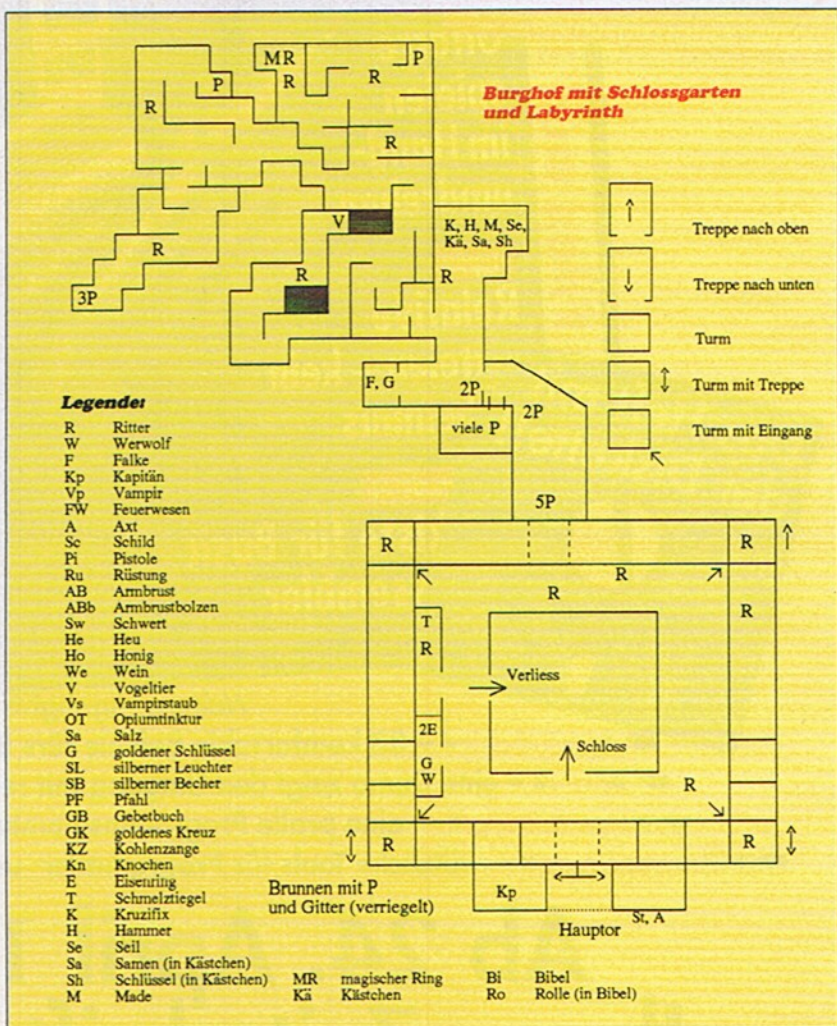 MR
P
P
R
R
R
R
Burghof mit Schlossgarten
und Labyrinth
V
K, H, M, Se,
Kä, Sa, Sh
R
R
R
3P
Treppe nach oben
Treppe nach unten
Turm
Turm mit Treppe
Turm mit Eingang
F, G
2P
2P
viele P
5P
Legende:
R Ritter
W Werwolf
F Falke
Kp Kapitän
Vp Vampir
FW Feuerwesen
A Axt
Sc Schild
Pi Pistole
Ru Rüstung
AB Armbrust
ABb Armbrustbolzen
Sw Schwert
He Heu
Ho Honig
We Wein
V Vogeltier
Vs Vampirstaub
OT Opiumtinktur
Sa Salz
G goldener Schlüssel
SL silberner Leuchter
SB silberner Becher
PF Pfahl
GB Gebetbuch
GK goldenes Kreuz
KZ Kohlenzange
Kn Knochen
E Eisenring
T Schmelztiegel
K Kruzifix
H Hammer
Se Seil
Sa Samen (in Kästchen)
Sh Schlüssel (in Kästchen)
M Made
MR magischer Ring
Kä Kästchen
Bi Bibel
Ro Rolle (in Bibel)
R
R
R
R
R
T
R
Verliess
2E
G
W
Schloss
R
R
R
Brunnen mit P
und Gitter (verriegelt)
Kp
St, A
Hauptor